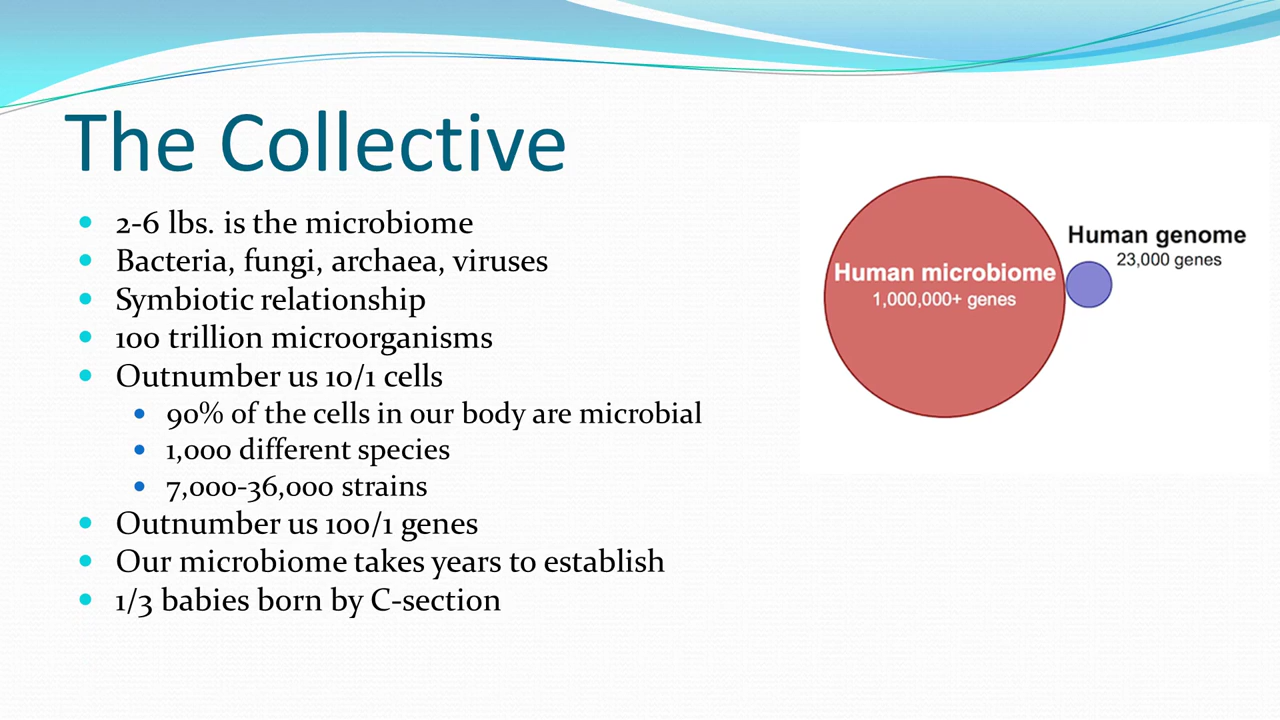 The Collective
2-6 lbs. is the microbiome
Bacteria, fungi, archaea, viruses
Symbiotic relationship
100 trillion microorganisms
Outnumber us 10/1 cells
90% of the cells in our body are microbial
1,000 different species
7,000-36,000 strains
Outnumber us 100/1 genes
Our microbiome takes years to establish
1/3 babies born by C-section
Human microbiome
1,000,000+ genes
Human genome
23,000 genes